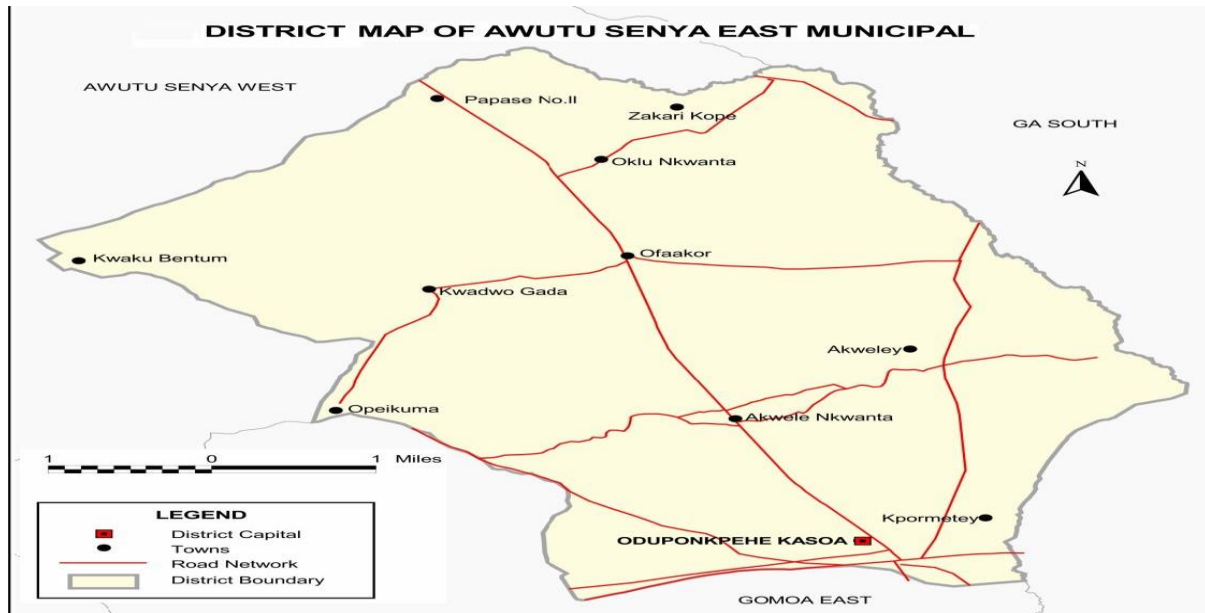 DISTRICT MAP OF AWUTU SENYA EAST MUNICIPAL
AWUTU SENYA WEST
Papase No.II
Zakari Kope
GA SOUTH
Oklu Nkwanta
N
Kwaku Bentum
Ofaakor
Kwadwo Gada
Akweley
Opeikuma
Akwele Nkwanta
1 0 1 Miles
LEGEND
District Capital
Towns
Road Network
District Boundary
Kpormetey
ODUPONKPEHE KASOA
GOMOA EAST